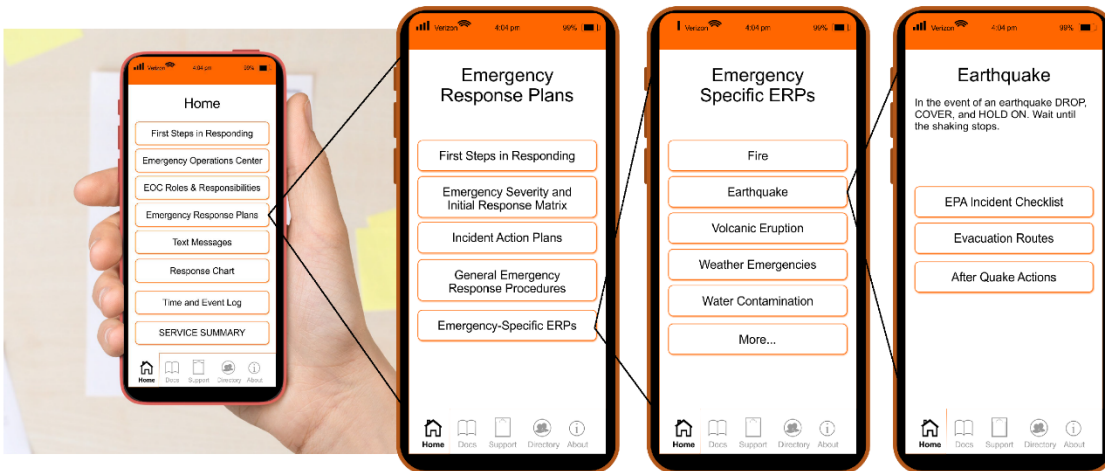 Verizon 4:04 pm 99%
Home
First Steps in Responding
Emergency Operations Center
EOC Roles & Responsibilities
Emergency Response Plans
Text Messages
Response Chart
Time and Event Log
SERVICE SUMMARY
Home Docs Support Directory About
Verizon 4:04 pm 99%
Emergency
Response Plans
First Steps in Responding
Emergency Severity and
Initial Response Matrix
Incident Action Plans
General Emergency
Response Procedures
Emergency-Specific ERPs
Home Docs Support Directory About
Verizon 4:04 pm 99%
Emergency
Specific ERPs
Fire
Earthquake
Volcanic Eruption
Weather Emergencies
Water Contamination
More...
Home Docs Support Directory About
Verizon 4:04 pm 99%
Earthquake
In the event of an earthquake DROP,
COVER, and HOLD ON. Wait until
the shaking stops.
EPA Incident Checklist
Evacuation Routes
After Quake Actions
Home Docs Support Directory About